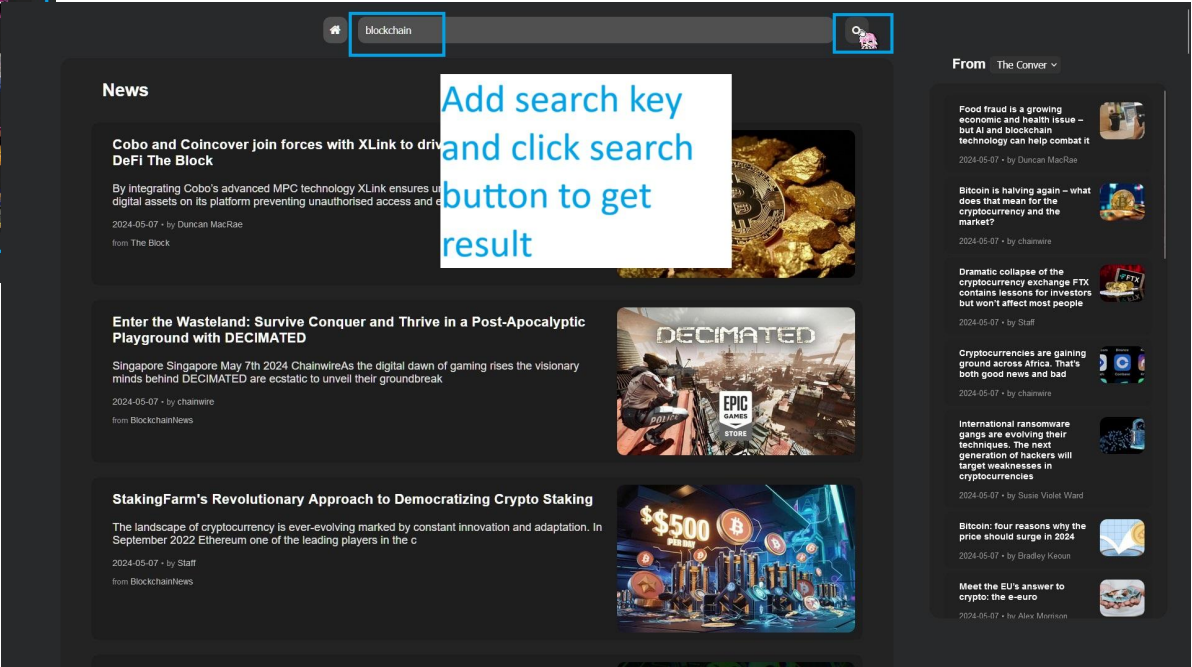 blockchain
News
Cobo and Coincover join forces with XLink to driv
DeFi The Block
By integrating Cobo's advanced MPC technology XLink ensures
digital assets on its platform preventing unauthorised access and
2024-05-07 • by Duncan MacRae
from The Block
Add search key
and click search
button to get
result
Enter the Wasteland: Survive Conquer and Thrive in a Post-Apocalyptic
Playground with DECIMATED
Singapore Singapore May 7th 2024 ChainwireAs the digital dawn of gaming rises the visionary
minds behind DECIMATED are ecstatic to unveil their groundbreak
2024-05-07 • by chainwire
from BlockchainNews
DECIMATED
POLICE
EPIC
GAMES
STORE
StakingFarm's Revolutionary Approach to Democratizing Crypto Staking
The landscape of cryptocurrency is ever-evolving marked by constant innovation and adaptation. In
September 2022 Ethereum one of the leading players in the c
2024-05-07 • by Staff
from BlockchainNews
$$500
PER DAY
From The Conver
Food fraud is a growing
economic and health issue –
but AI and blockchain
technology can help combat it
2024-05-07 • by Duncan MacRae
Bitcoin is halving again – what
does that mean for the
cryptocurrency and the
market?
2024-05-07 • by chainwire
Dramatic collapse of the
cryptocurrency exchange FTX
contains lessons for investors
but won't affect most people
2024-05-07 • by Staff
FTX
Cryptocurrencies are gaining
ground across Africa. That's
both good news and bad
2024-05-07 • by chainwire
International ransomware
gangs are evolving their
techniques. The next
generation of hackers will
target weaknesses in
cryptocurrencies
2024-05-07 • by Susie Violet Ward
Bitcoin: four reasons why the
price should surge in 2024
2024-05-07 • by Bradley Keoun
Meet the EU's answer to
crypto: the e-euro
2024-05-07 • by Alex Morrison